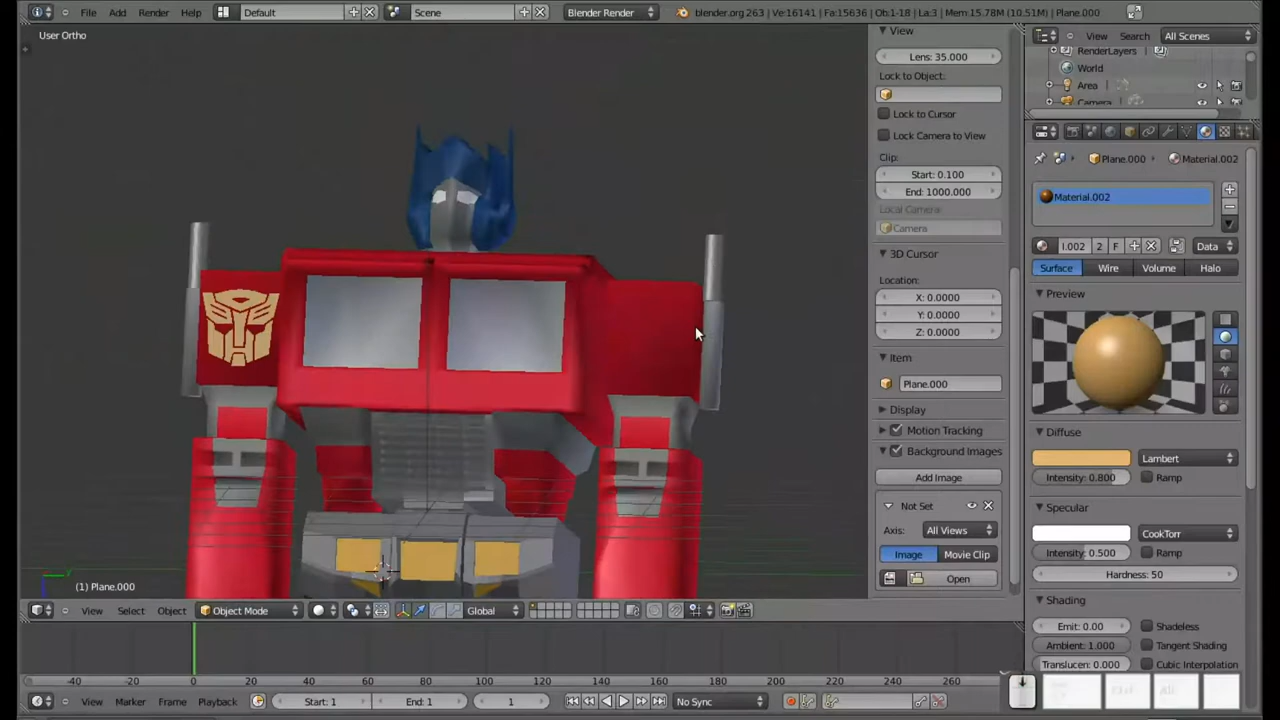 File Add Render Help Default Scene Blender Render blender.org 263 | Ve:16141 | Fa:15636 | Ob:1-18 | La:3 | Mem:15.78M (10.51M) | Plane.000
User Ortho
View
Lens: 35.000
Lock to Object:
Lock to Cursor
Lock Camera to View
Clip:
Start: 0.100
End: 1000.000
Local Camera:
Camera
3D Cursor
Location:
X: 0.0000
Y: 0.0000
Z: 0.0000
Item
Plane.000
Display
Motion Tracking
Background Images
Add Image
Not Set
Axis: All Views
Image Movie Clip
Open
(1) Plane.000
View Select Object Object Mode Global
-40 -20 0 20 40 60 80 100 120 140 160 180 200 220 240 260
View Marker Frame Playback Start: 1 End: 1 1 No Sync
View Search All Scenes
RenderLayers
World
Area
Camera
Plane.000 Material.002
Material.002
I.002 2 F Data
Surface Wire Volume Halo
Preview
Diffuse
Lambert
Intensity: 0.800 Ramp
Specular
CookTorr
Intensity: 0.500 Ramp
Hardness: 50
Shading
Emit: 0.00 Shadeless
Ambient: 1.000 Tangent Shading
Translucen: 0.000 Cubic Interpolation